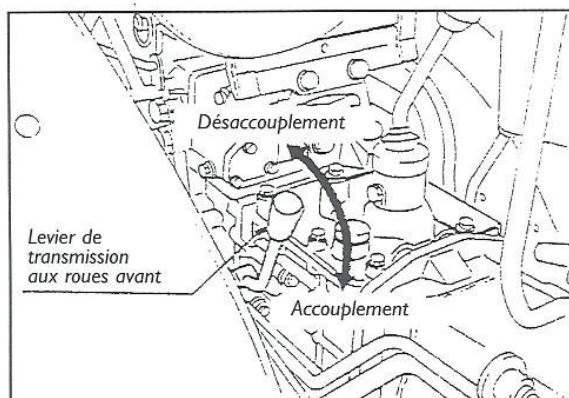 Désaccouplement
Levier de
transmission
aux roues avant
Accouplement